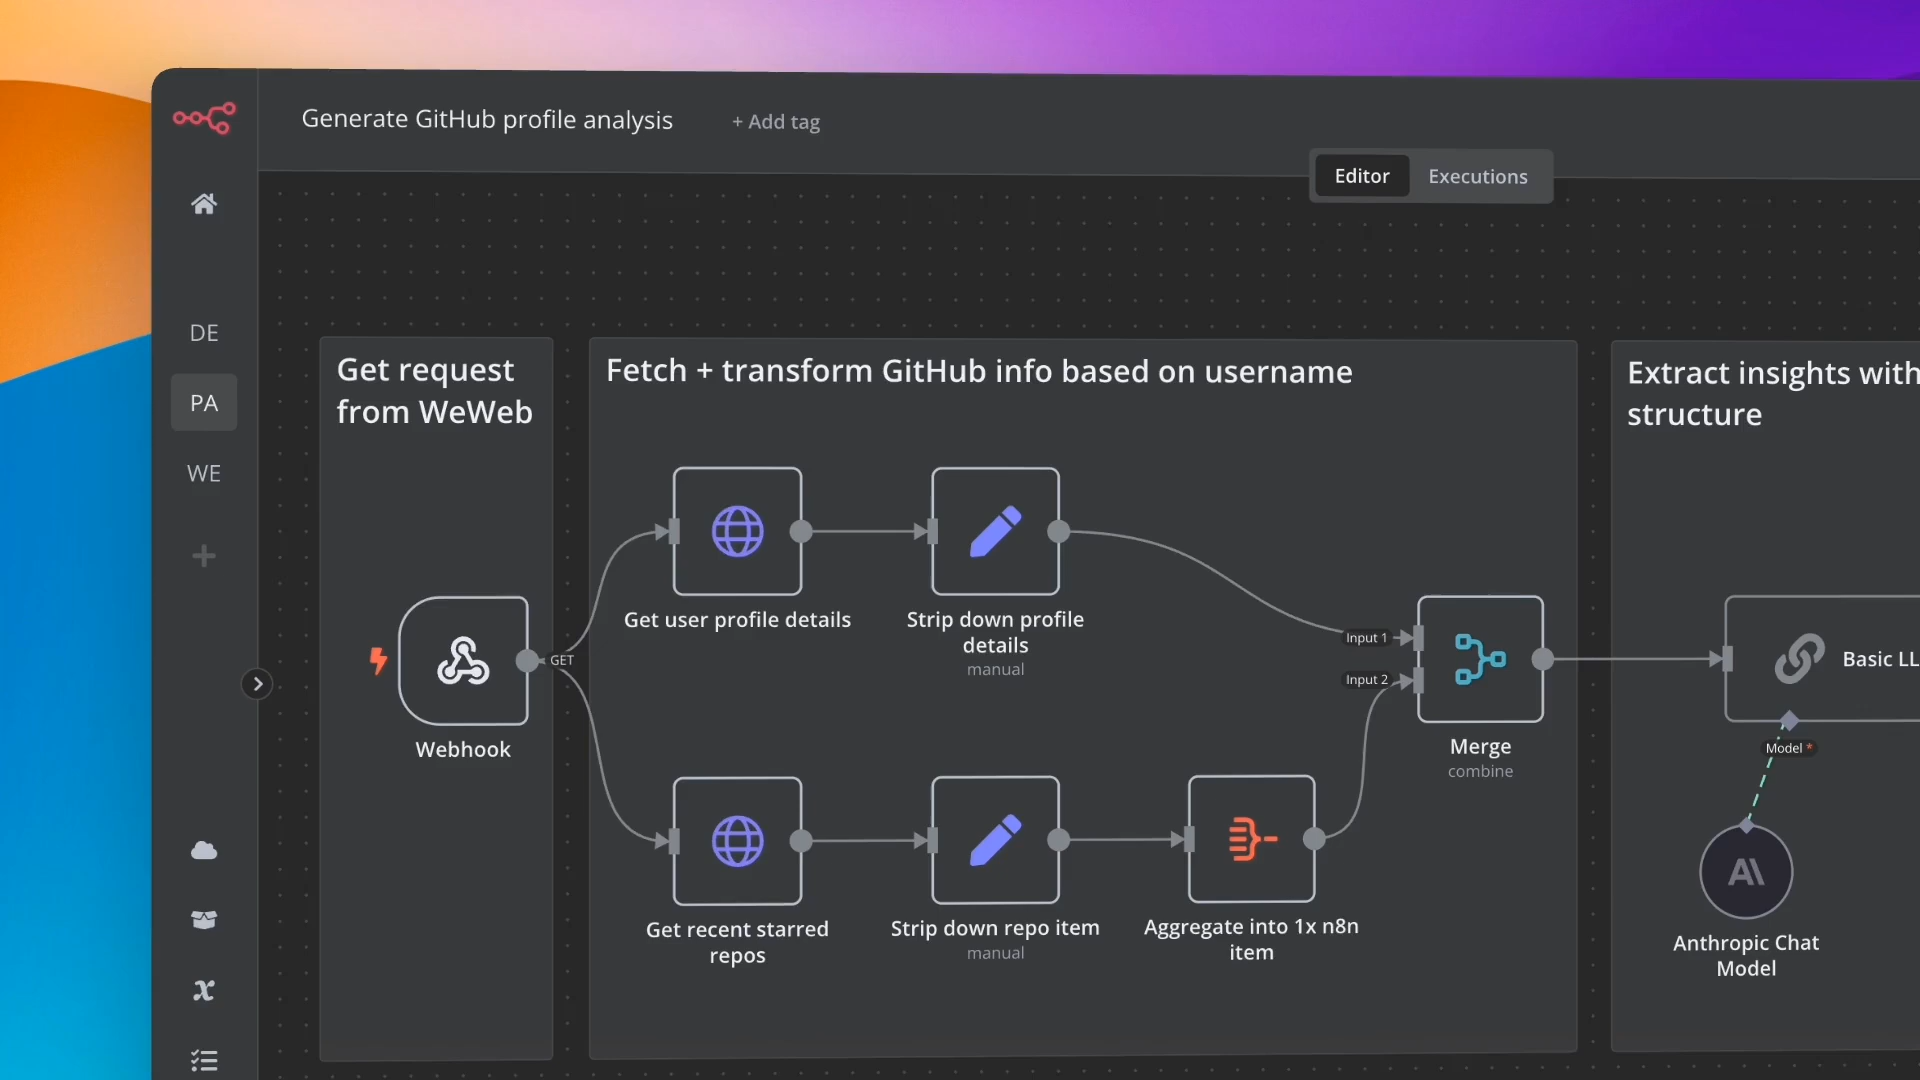 Generate GitHub profile analysis
+ Add tag
Editor
Executions
DE
PA
WE
Get request
from WeWeb
Fetch + transform GitHub info based on username
Extract insights with
structure
Get user profile details
Strip down profile
details
manual
GET
Webhook
Input 1
Input 2
Merge
combine
Basic LL
Model *
Get recent starred
repos
Strip down repo item
manual
Aggregate into 1x n8n
item
Anthropic Chat
Model